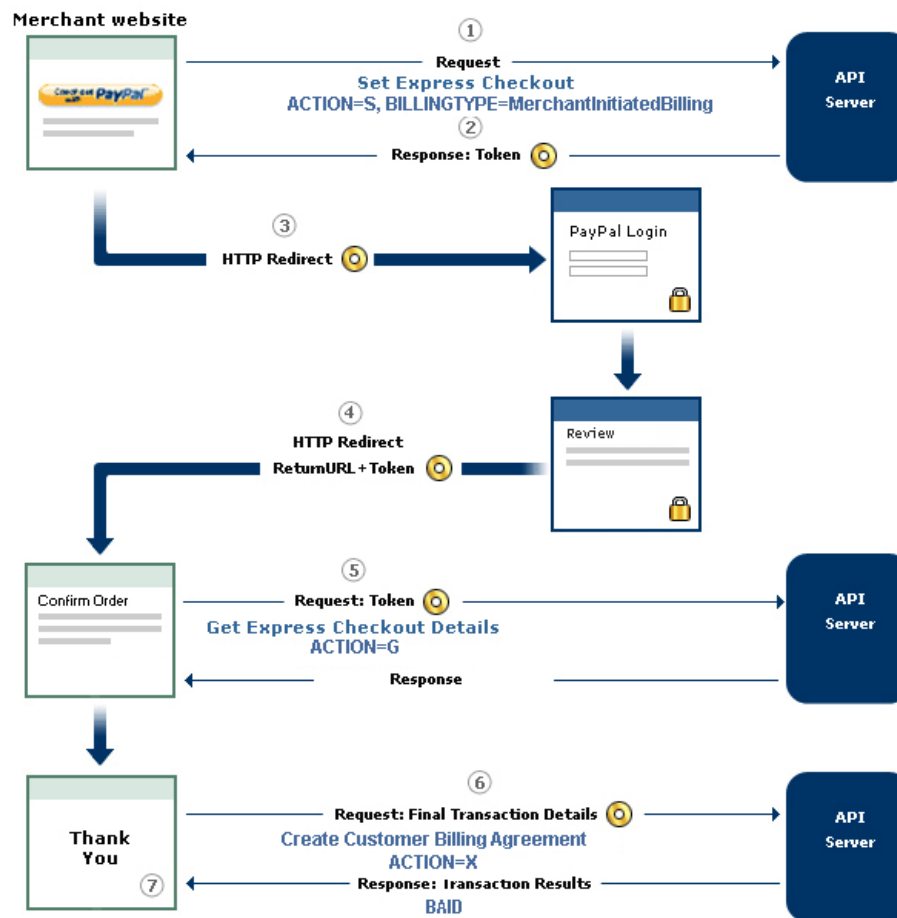 Merchant website
1
Request
API
Server
Checkout with PayPal
Set Express Checkout
ACTION=S, BILLINGTYPE=MerchantInitiatedBilling
2
Response: Token
3
HTTP Redirect
PayPal Login
4
HTTP Redirect
ReturnURL+Token
Review
5
Confirm Order
Request: Token
API
Server
Get Express Checkout Details
ACTION=G
Response
6
Request: Final Transaction Details
API
Server
Thank
You
Create Customer Billing Agreement
ACTION=X
7
Response: Transaction Results
BAID